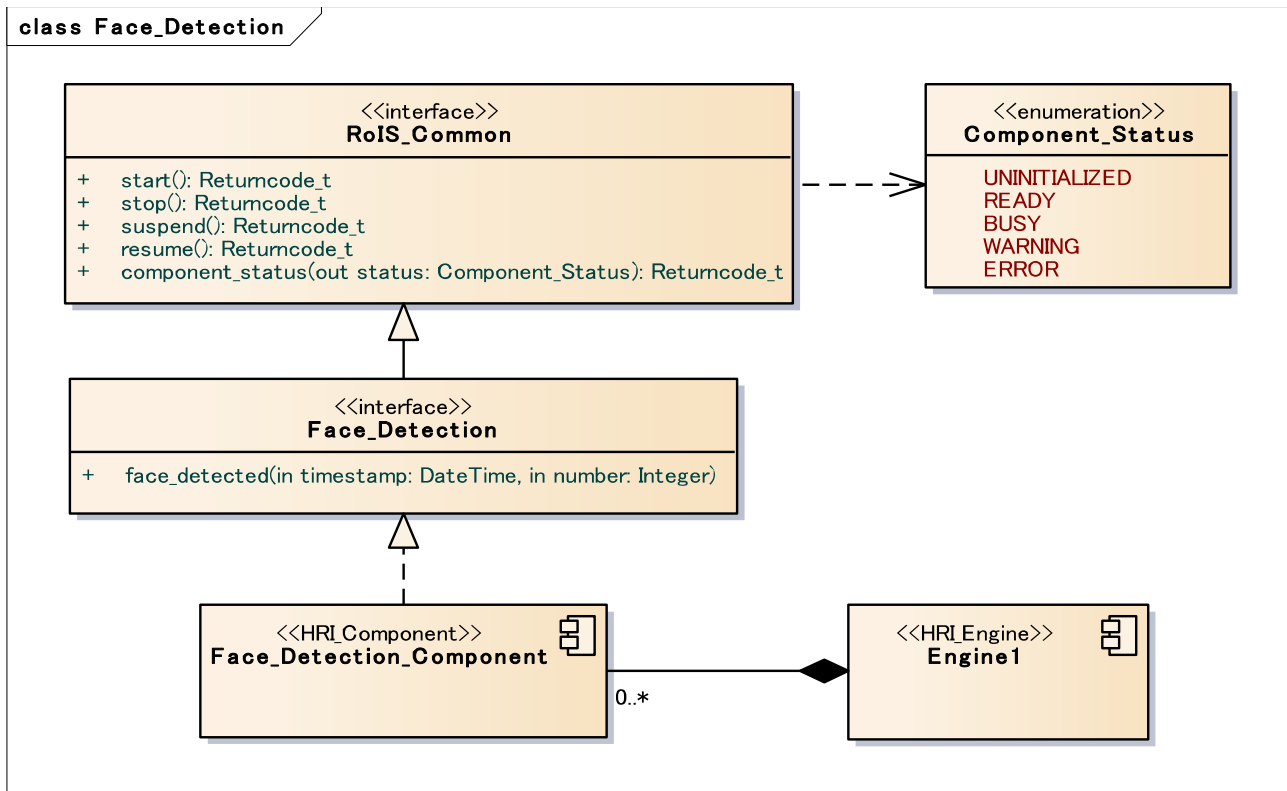 class Face_Detection
<<interface>>
RoIS_Common
+ start(): Returncode_t
+ stop(): Returncode_t
+ suspend(): Returncode_t
+ resume(): Returncode_t
+ component_status(out status: Component_Status): Returncode_t
<<enumeration>>
Component_Status
UNINITIALIZED
READY
BUSY
WARNING
ERROR
<<interface>>
Face_Detection
+ face_detected(in timestamp: DateTime, in number: Integer)
<<HRI_Component>>
Face_Detection_Component
0..*
<<HRI_Engine>>
Engine1